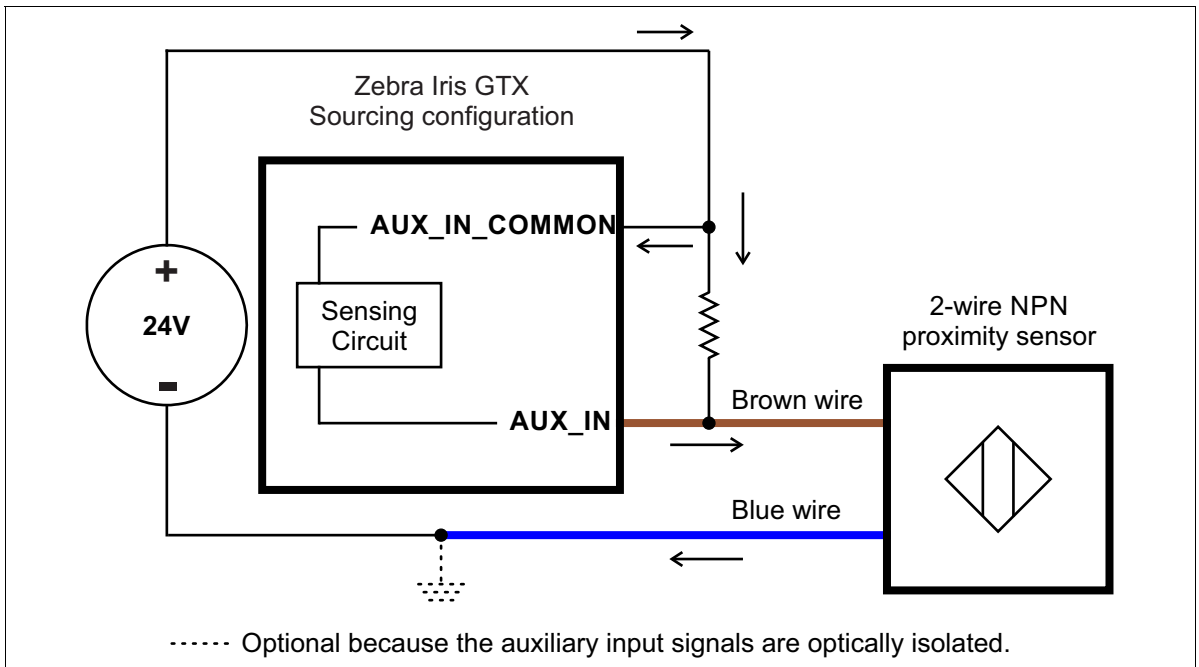 Zebra Iris GTX
Sourcing configuration
AUX_IN_COMMON
+
24V
-
Sensing
Circuit
2-wire NPN
proximity sensor
Brown wire
AUX_IN
Blue wire
Optional because the auxiliary input signals are optically isolated.